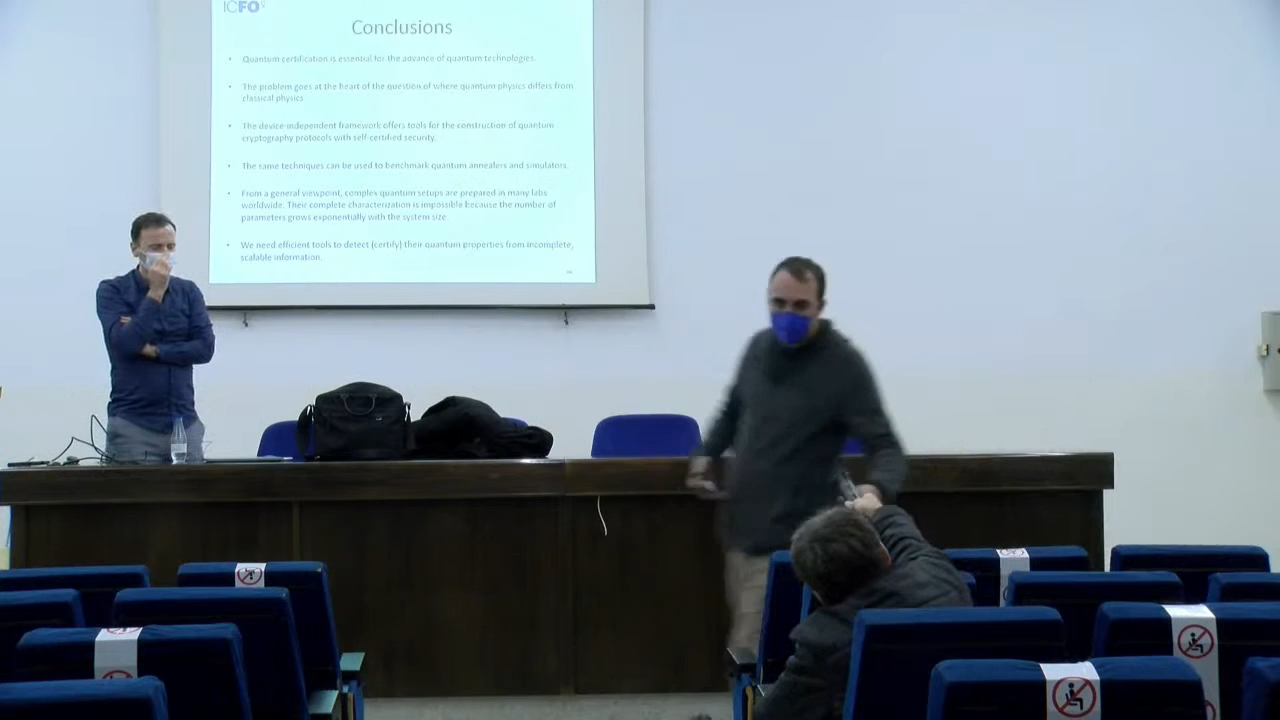 ICFO
Conclusions
• Quantum certification is essential for the advance of quantum technologies.
• The problem goes at the heart of the question of where quantum physics differs from
classical physics.
• The device-independent framework offers tools for the construction of quantum
cryptography protocols with self-certified security.
• The same techniques can be used to benchmark quantum annealers and simulators.
• From a general viewpoint, complex quantum setups are prepared in many labs
worldwide. Their complete characterization is impossible because the number of
parameters grows exponentially with the system size.
• We need efficient tools to detect (certify) their quantum properties from incomplete,
scalable information.